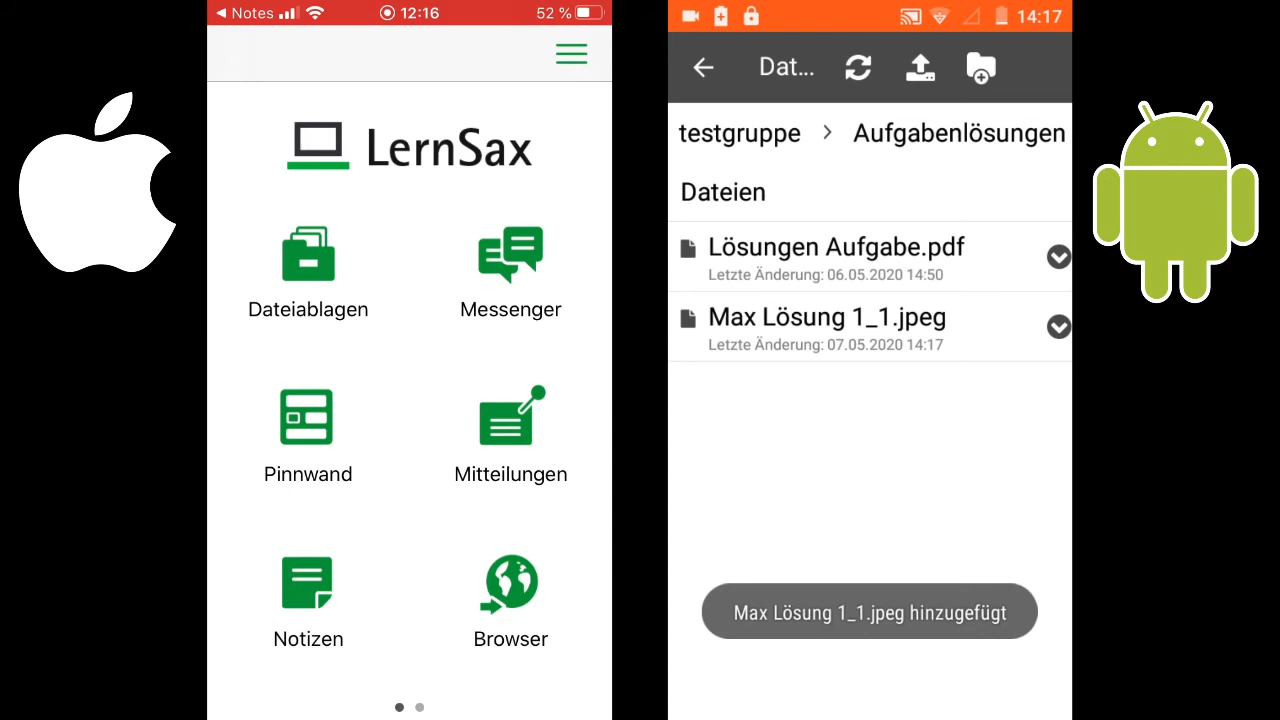 Notes 12:16 52 %
LernSax
Dateiablagen Messenger
Pinnwand Mitteilungen
Notizen Browser
14:17
Dat...
testgruppe Aufgabenlösungen
Dateien
Lösungen Aufgabe.pdf
Letzte Änderung: 06.05.2020 14:50
Max Lösung 1_1.jpeg
Letzte Änderung: 07.05.2020 14:17
Max Lösung 1_1.jpeg hinzugefügt